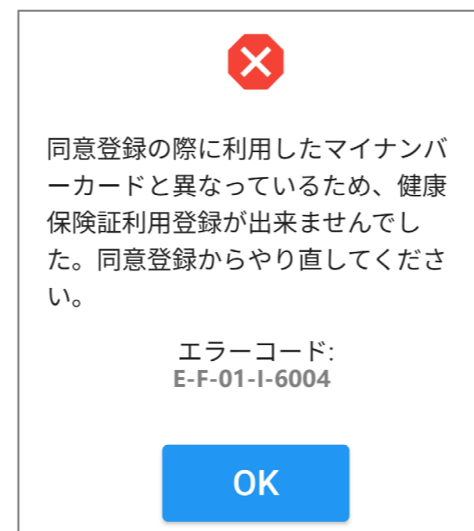 同意登録の際に利用したマイナンバ
ーカードと異なっているため、健康
保険証利用登録が出来ませんでし
た。同意登録からやり直してくださ
い。
エラーコード:
E-F-01-I-6004
OK